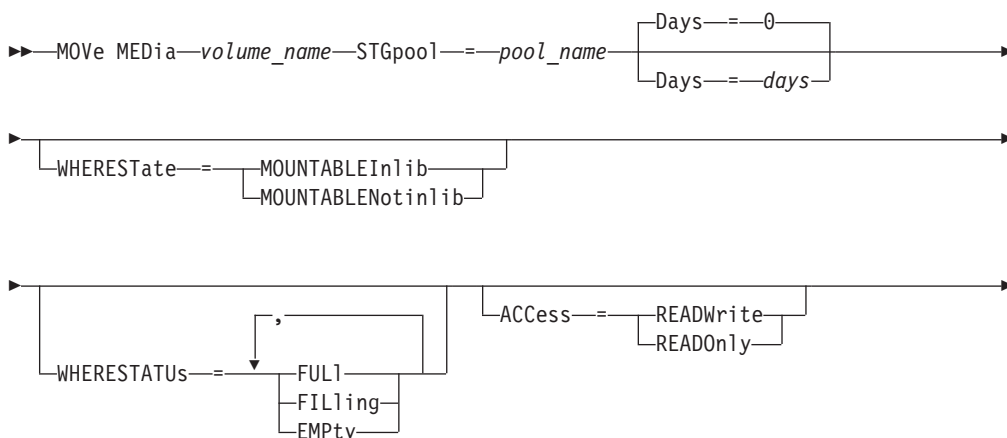 Days = 0
MOVe MEDia volume_name STGpool = pool_name
Days = days
WHERESTate = MOUNTABLEInlib
MOUNTABLENotinlib
,
ACCess = READWrite
READOnly
WHERESTATUs = FULl
FILling
EMPty